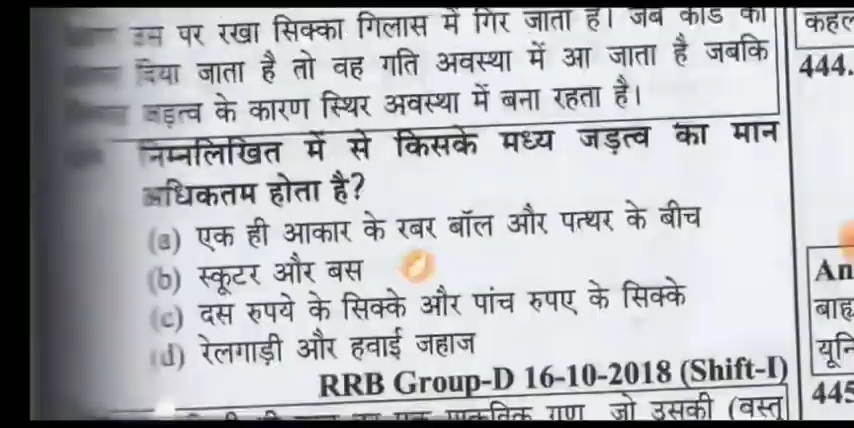 पर रखा सिक्का गिलास में गिर जाता है। जब कार्ड को
दिया जाता है तो वह गति अवस्था में आ जाता है जबकि
जड़त्व के कारण स्थिर अवस्था में बना रहता है।
निम्नलिखित में से किसके मध्य जड़त्व का मान
अधिकतम होता है?
(a) एक ही आकार के रबर बॉल और पत्थर के बीच
(b) स्कूटर और बस
(c) दस रुपये के सिक्के और पांच रुपए के सिक्के
(d) रेलगाड़ी और हवाई जहाज
RRB Group-D 16-10-2018 (Shift-I)
प्राकृतिक गुण जो उसकी (वस्तु
कहल
444.
An
बाह
यूनि
445